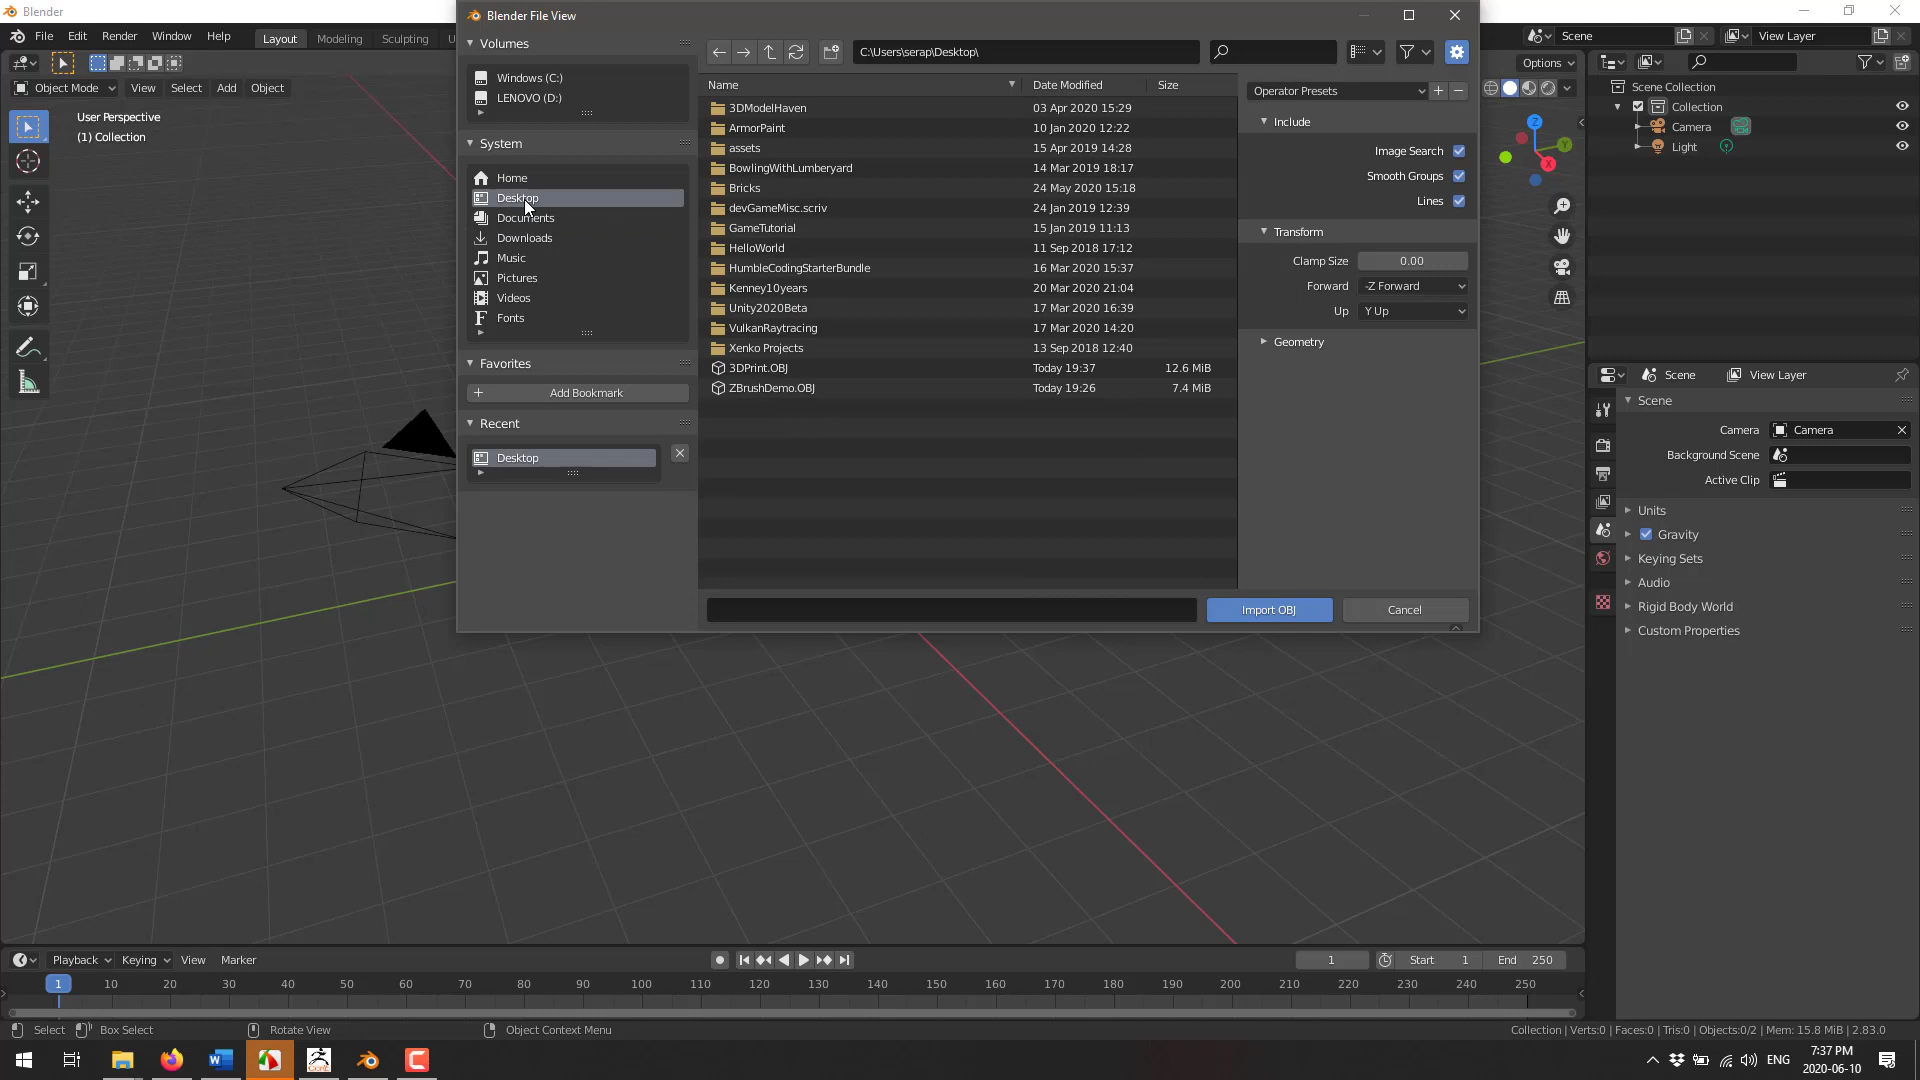 Blender
File Edit Render Window Help Layout Modeling Sculpting
Object Mode View Select Add Object
User Perspective
(1) Collection
Blender File View
Volumes
Windows (C:)
LENOVO (D:)
System
Home
Desktop
Documents
Downloads
Music
Pictures
Videos
Fonts
Favorites
Add Bookmark
Recent
Desktop
C:\Users\serap\Desktop\
Name Date Modified Size
3DModelHaven 03 Apr 2020 15:29
ArmorPaint 10 Jan 2020 12:22
assets 15 Apr 2019 14:28
BowlingWithLumberyard 14 Mar 2019 18:17
Bricks 24 May 2020 15:18
devGameMisc.scriv 24 Jan 2019 12:39
GameTutorial 15 Jan 2019 11:13
HelloWorld 11 Sep 2018 17:12
HumbleCodingStarterBundle 16 Mar 2020 15:37
Kenney10years 20 Mar 2020 21:04
Unity2020Beta 17 Mar 2020 16:39
VulkanRaytracing 17 Mar 2020 14:20
Xenko Projects 13 Sep 2018 12:40
3DPrint.OBJ Today 19:37 12.6 MiB
ZBrushDemo.OBJ Today 19:26 7.4 MiB
Operator Presets
Include
Image Search
Smooth Groups
Lines
Transform
Clamp Size 0.00
Forward -Z Forward
Up Y Up
Geometry
Import OBJ Cancel
Scene View Layer
Options
X
Y
Z
Scene Collection
Collection
Camera
Light
Scene View Layer
Scene
Camera Camera
Background Scene
Active Clip
Units
Gravity
Keying Sets
Audio
Rigid Body World
Custom Properties
Playback Keying View Marker
1 Start 1 End 250
1 10 20 30 40 50 60 70 80 90 100 110 120 130 140 150 160 170 180 190 200 210 220 230 240 250
Select Box Select Rotate View Object Context Menu
Collection | Verts:0 | Faces:0 | Tris:0 | Objects:0/2 | Mem: 15.8 MiB | 2.83.0
ENG
7:37 PM
2020-06-10